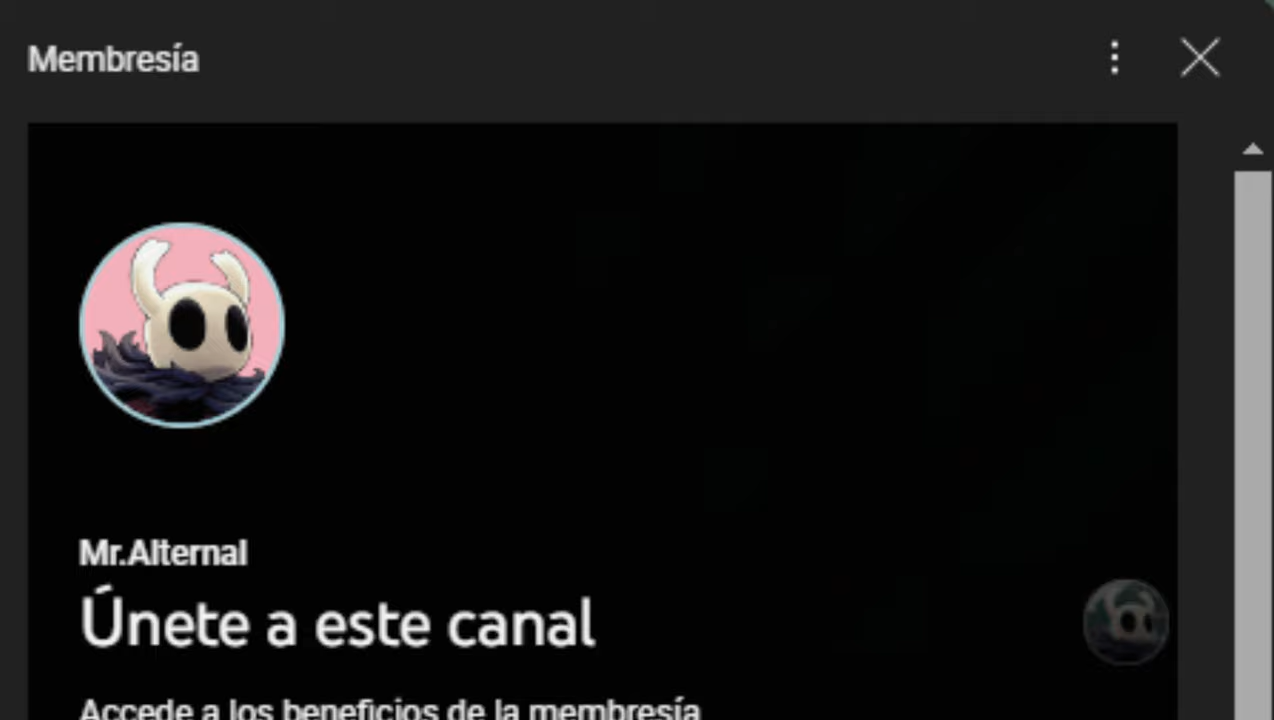 Membresía
Mr.Alternal
Únete a este canal
Accede a los beneficios de la membresía